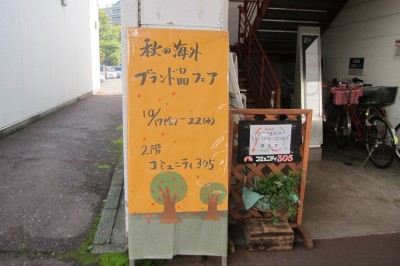 秋の海外
ブランド品フェア
10/17(金)~22(水)
2階
コミュニティ305
コミュニティ305